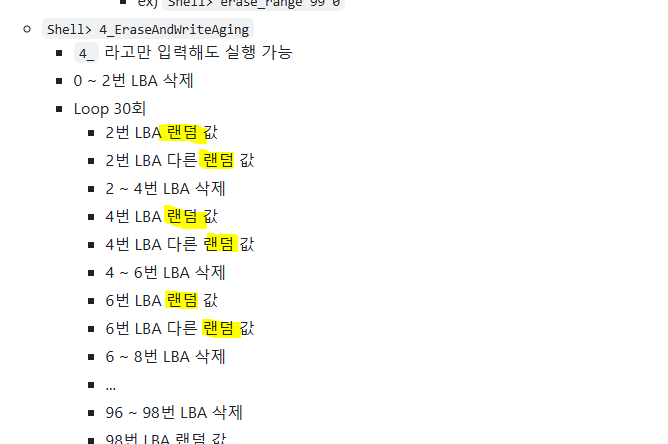 ex) Shell> erase_range 99 0
Shell> 4_EraseAndWriteAging
4_ 라고만 입력해도 실행 가능
0 ~ 2번 LBA 삭제
Loop 30회
2번 LBA 랜덤 값
2번 LBA 다른 랜덤 값
2 ~ 4번 LBA 삭제
4번 LBA 랜덤 값
4번 LBA 다른 랜덤 값
4 ~ 6번 LBA 삭제
6번 LBA 랜덤 값
6번 LBA 다른 랜덤 값
6 ~ 8번 LBA 삭제
...
96 ~ 98번 LBA 삭제
98번 LBA 랜덤 값